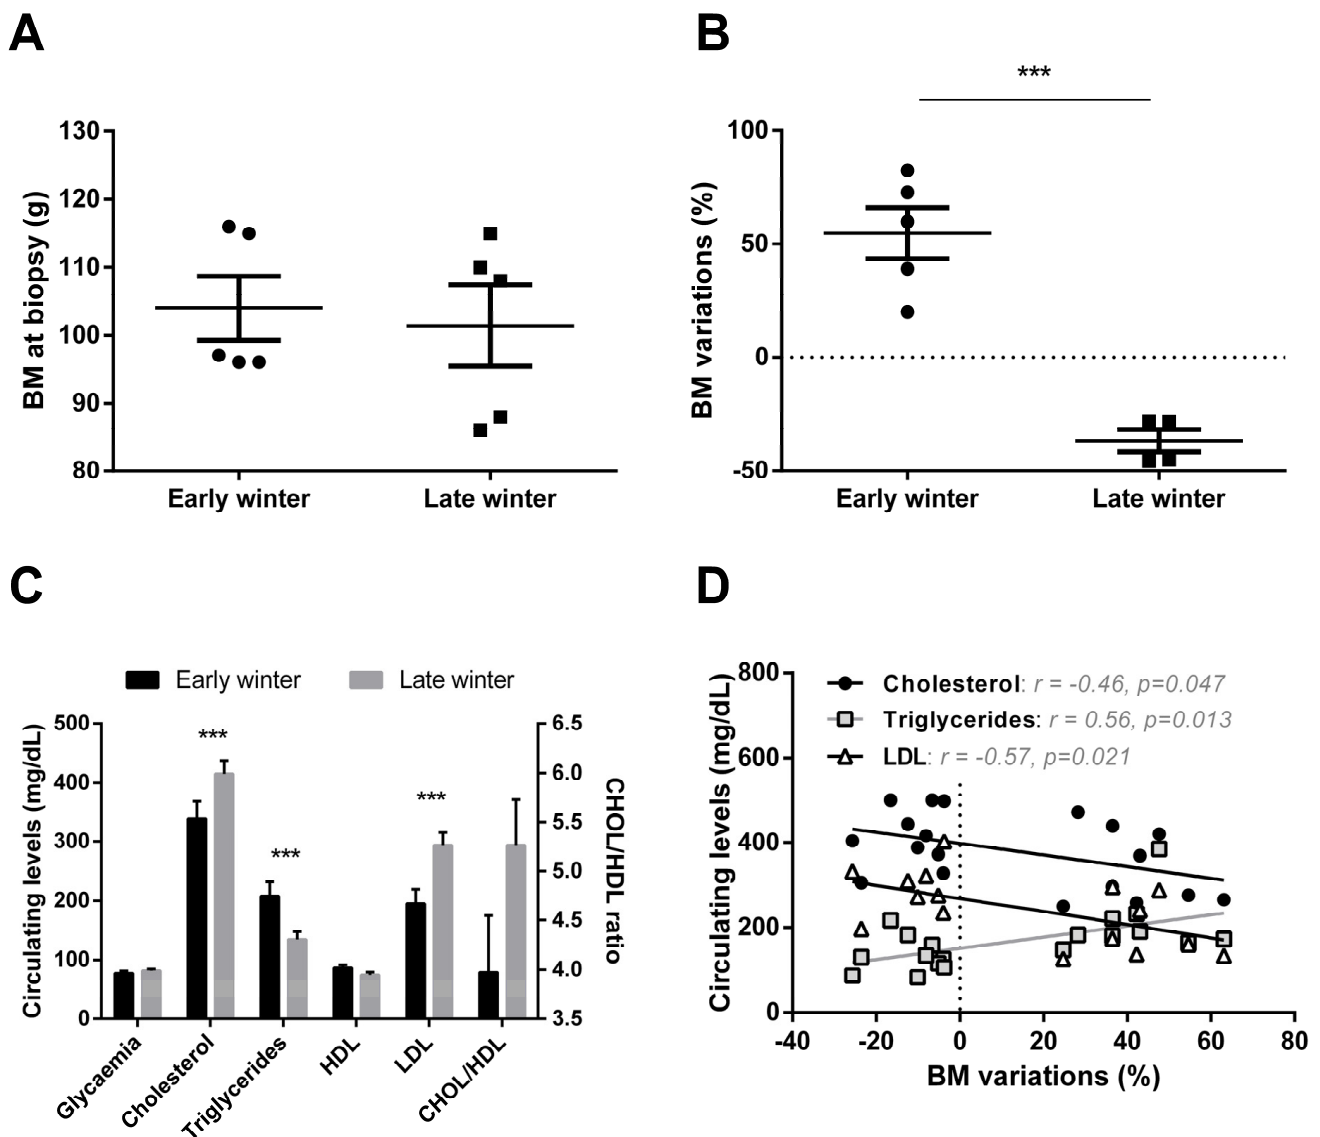 A
BM at biopsy (g)
130
120
110
100
90
80
Early winter
Late winter
B
***
BM variations (%)
100
50
0
-50
Early winter
Late winter
C
Early winter
Late winter
Circulating levels (mg/dL)
500
400
300
200
100
0
***
***
***
6.5
6.0
5.5
5.0
4.5
4.0
3.5
CHOL/HDL ratio
Glycaemia
Cholesterol
Triglycerides
HDL
LDL
CHOL/HDL
D
Circulating levels (mg/dL)
800
600
400
200
0
Cholesterol: r = -0.46, p=0.047
Triglycerides: r = 0.56, p=0.013
LDL: r = -0.57, p=0.021
-40
-20
0
20
40
60
80
BM variations (%)